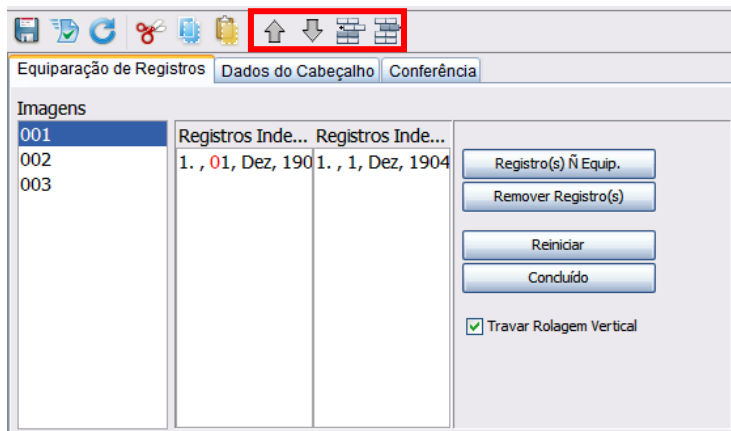 Equiparação de Registros Dados do Cabeçalho Conferência
Imagens
001
002
003
Registros Inde... Registros Inde...
1. , 01, Dez, 190 1. , 1, Dez, 1904
Registro(s) Ñ Equip.
Remover Registro(s)
Reiniciar
Concluído
Travar Rolagem Vertical